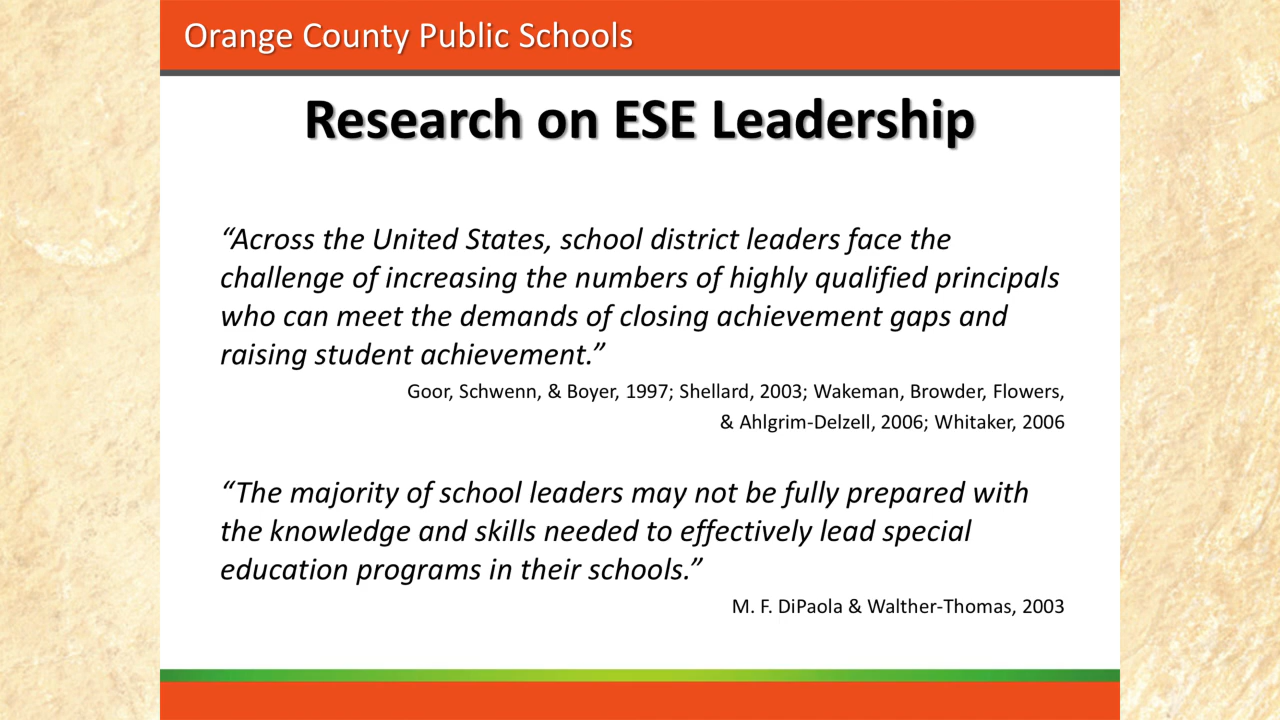 Orange County Public Schools
Research on ESE Leadership
“Across the United States, school district leaders face the
challenge of increasing the numbers of highly qualified principals
who can meet the demands of closing achievement gaps and
raising student achievement.”
Goor, Schwenn, & Boyer, 1997; Shellard, 2003; Wakeman, Browder, Flowers,
& Ahlgrim-Delzell, 2006; Whitaker, 2006
“The majority of school leaders may not be fully prepared with
the knowledge and skills needed to effectively lead special
education programs in their schools.”
M. F. DiPaola & Walther-Thomas, 2003